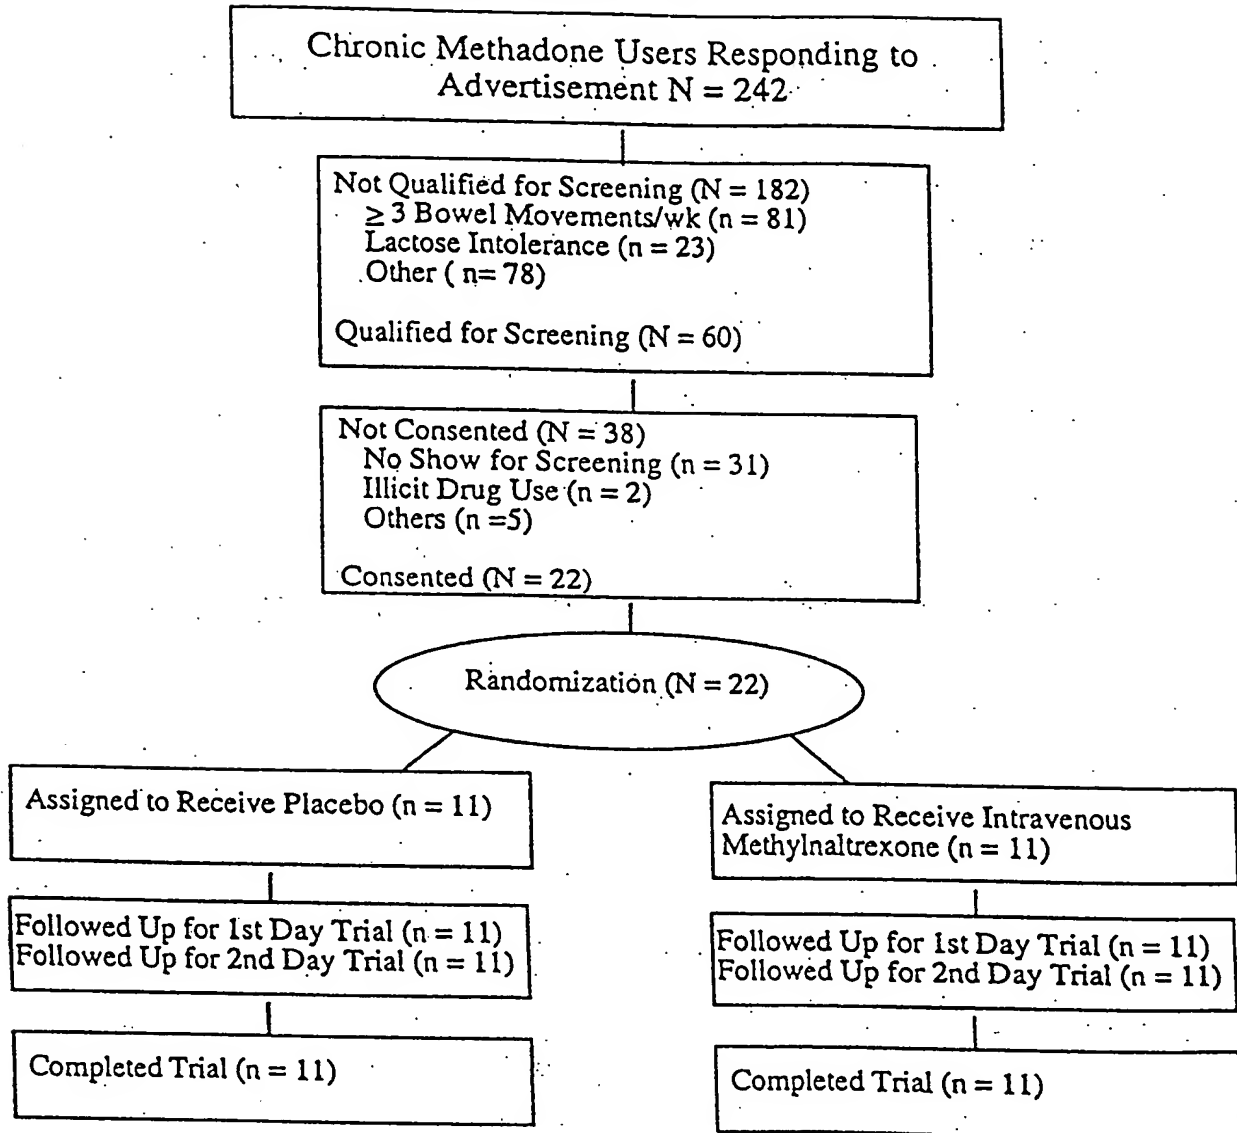 Chronic Methadone Users Responding to
Advertisement N = 242
Not Qualified for Screening (N = 182)
≥ 3 Bowel Movements/wk (n = 81)
Lactose Intolerance (n = 23)
Other ( n= 78)
Qualified for Screening (N = 60)
Not Consented (N = 38)
No Show for Screening (n = 31)
Illicit Drug Use (n = 2)
Others (n =5)
Consented (N = 22)
Randomization (N = 22)
Assigned to Receive Placebo (n = 11)
Followed Up for 1st Day Trial (n = 11)
Followed Up for 2nd Day Trial (n = 11)
Completed Trial (n = 11)
Assigned to Receive Intravenous
Methylnaltrexone (n = 11)
Followed Up for 1st Day Trial (n = 11)
Followed Up for 2nd Day Trial (n = 11)
Completed Trial (n = 11)